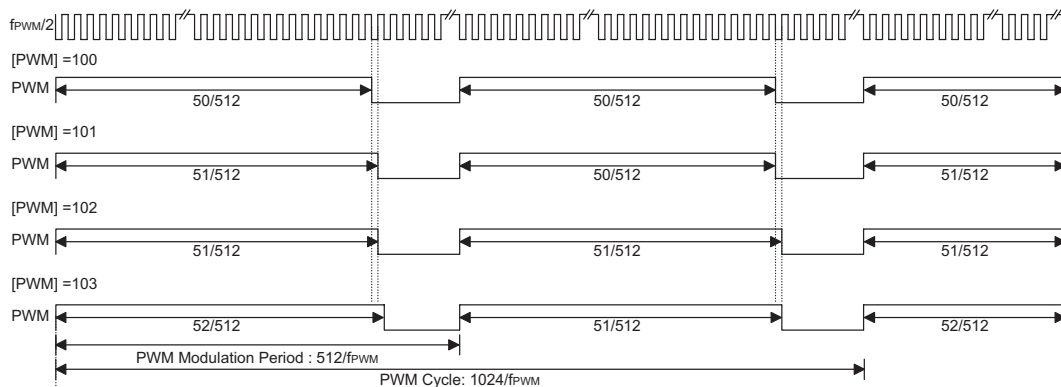 fPWM/2
[PWM] =100
PWM
50/512 50/512 50/512
[PWM] =101
PWM
51/512 50/512 51/512
[PWM] =102
PWM
51/512 51/512 51/512
[PWM] =103
PWM
52/512 51/512 52/512
PWM Modulation Period : 512/fPWM
PWM Cycle: 1024/fPWM